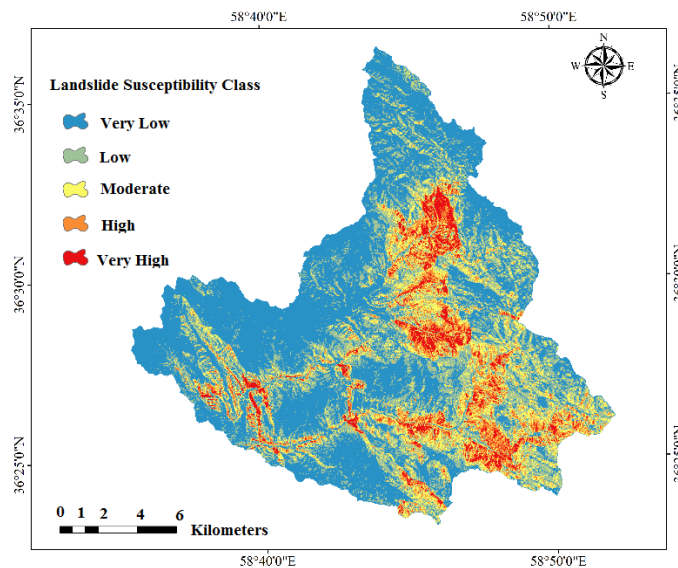 58°40'0"E
58°50'0"E
N
W
E
S
Landslide Susceptibility Class
Very Low
Low
Moderate
High
Very High
36°35'0"N
36°30'0"N
36°25'0"N
0 1 2 4 6
Kilometers
58°40'0"E
58°50'0"E